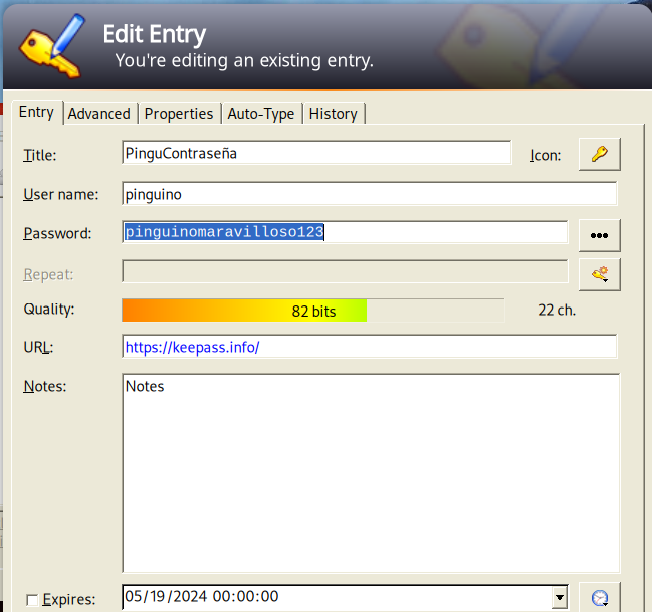 Edit Entry
You're editing an existing entry.
Entry Advanced Properties Auto-Type History
Title: PinguContraseña Icon:
User name: pinguino
Password: pinguinomaravilloso123
Repeat:
Quality: 82 bits 22 ch.
URL: https://keepass.info/
Notes: Notes
Expires: 05/19/2024 00:00:00